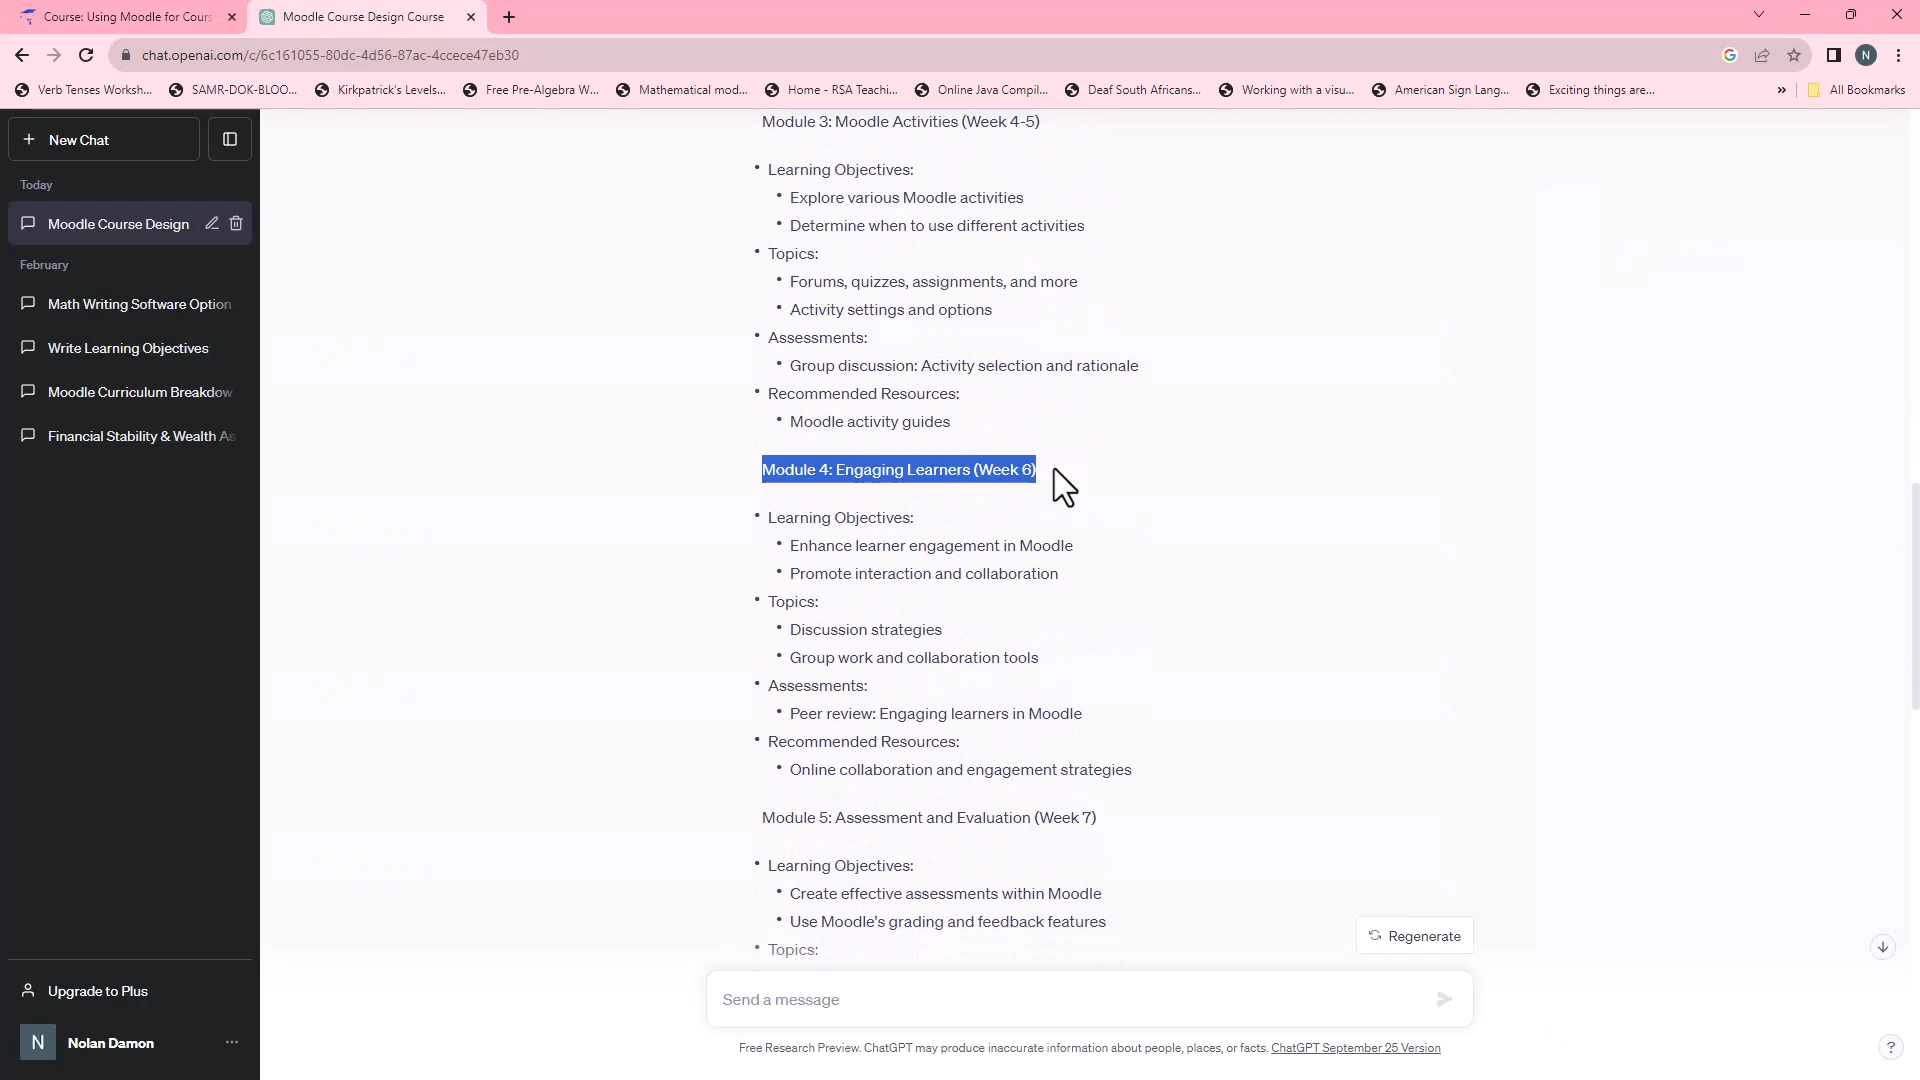 Course: Using Moodle for Cours
Moodle Course Design Course
chat.openai.com/c/6c161055-80dc-4d56-87ac-4ccece47eb30
N
Verb Tenses Worksh...
SAMR-DOK-BLOO...
Kirkpatrick's Levels...
Free Pre-Algebra W...
Mathematical mod...
Home - RSA Teachi...
Online Java Compil...
Deaf South Africans...
Working with a visu...
American Sign Lang...
Exciting things are...
All Bookmarks
New Chat
Today
Moodle Course Design
February
Math Writing Software Option
Write Learning Objectives
Moodle Curriculum Breakdow
Financial Stability & Wealth As
Upgrade to Plus
N
Nolan Damon
Module 3: Moodle Activities (Week 4-5)
• Learning Objectives:
• Explore various Moodle activities
• Determine when to use different activities
• Topics:
• Forums, quizzes, assignments, and more
• Activity settings and options
• Assessments:
• Group discussion: Activity selection and rationale
• Recommended Resources:
• Moodle activity guides
Module 4: Engaging Learners (Week 6)
• Learning Objectives:
• Enhance learner engagement in Moodle
• Promote interaction and collaboration
• Topics:
• Discussion strategies
• Group work and collaboration tools
• Assessments:
• Peer review: Engaging learners in Moodle
• Recommended Resources:
• Online collaboration and engagement strategies
Module 5: Assessment and Evaluation (Week 7)
• Learning Objectives:
• Create effective assessments within Moodle
• Use Moodle's grading and feedback features
• Topics:
Regenerate
Send a message
Free Research Preview. ChatGPT may produce inaccurate information about people, places, or facts. ChatGPT September 25 Version
?